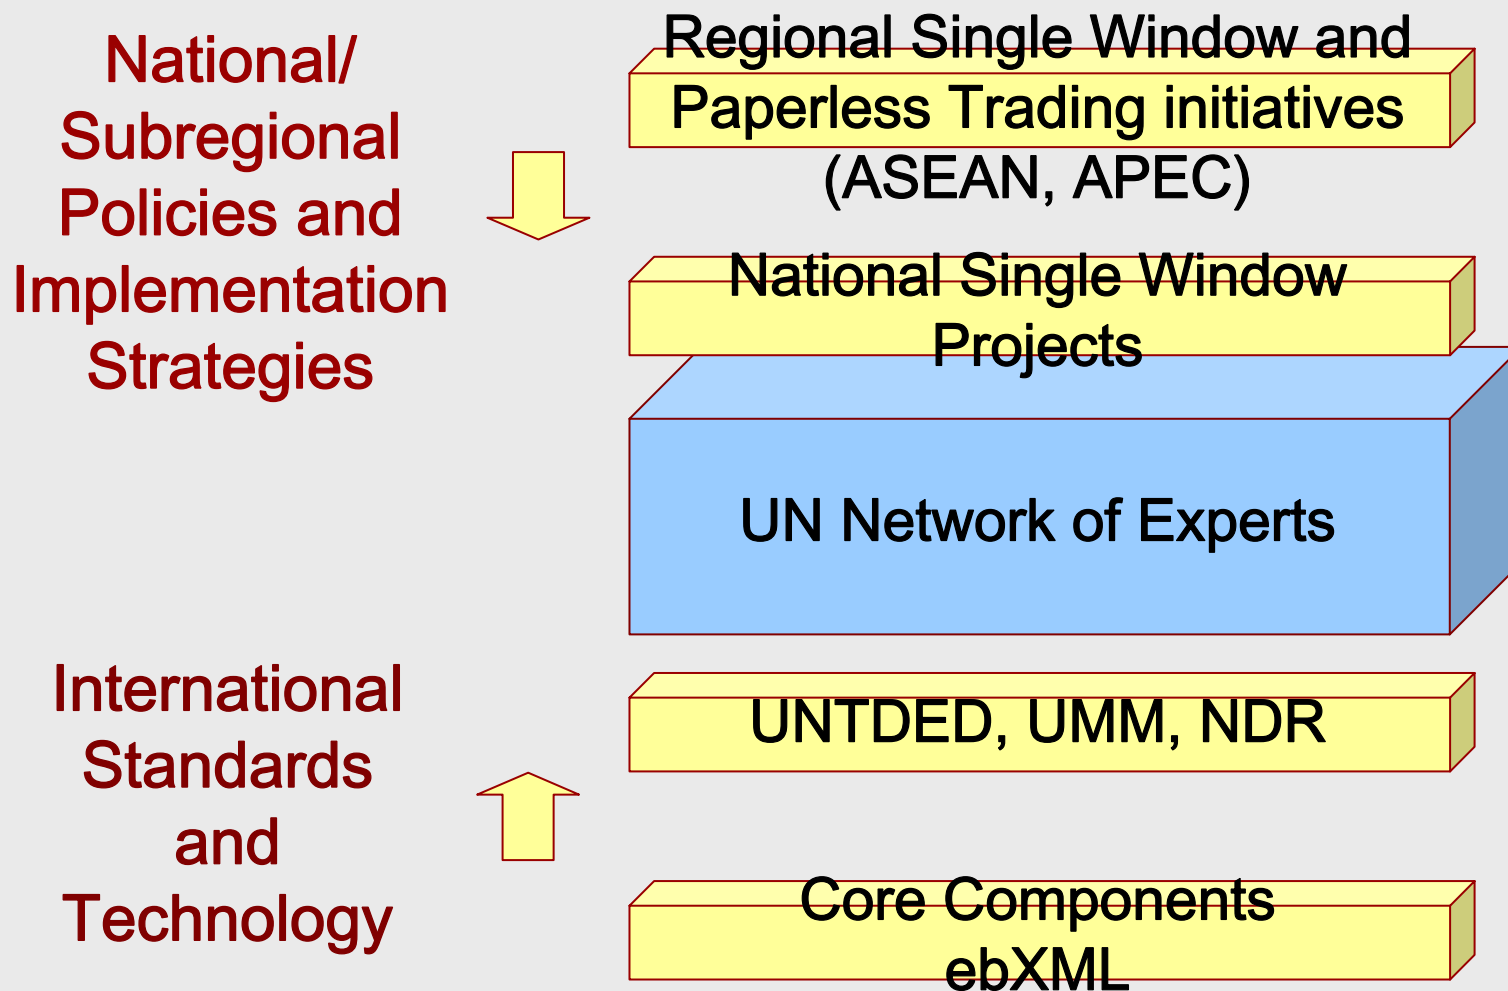 National/
Subregional
Policies and
Implementation
Strategies
Regional Single Window and
Paperless Trading initiatives
(ASEAN, APEC)
National Single Window
Projects
UN Network of Experts
International
Standards
and
Technology
UNTDED, UMM, NDR
Core Components
ebXML